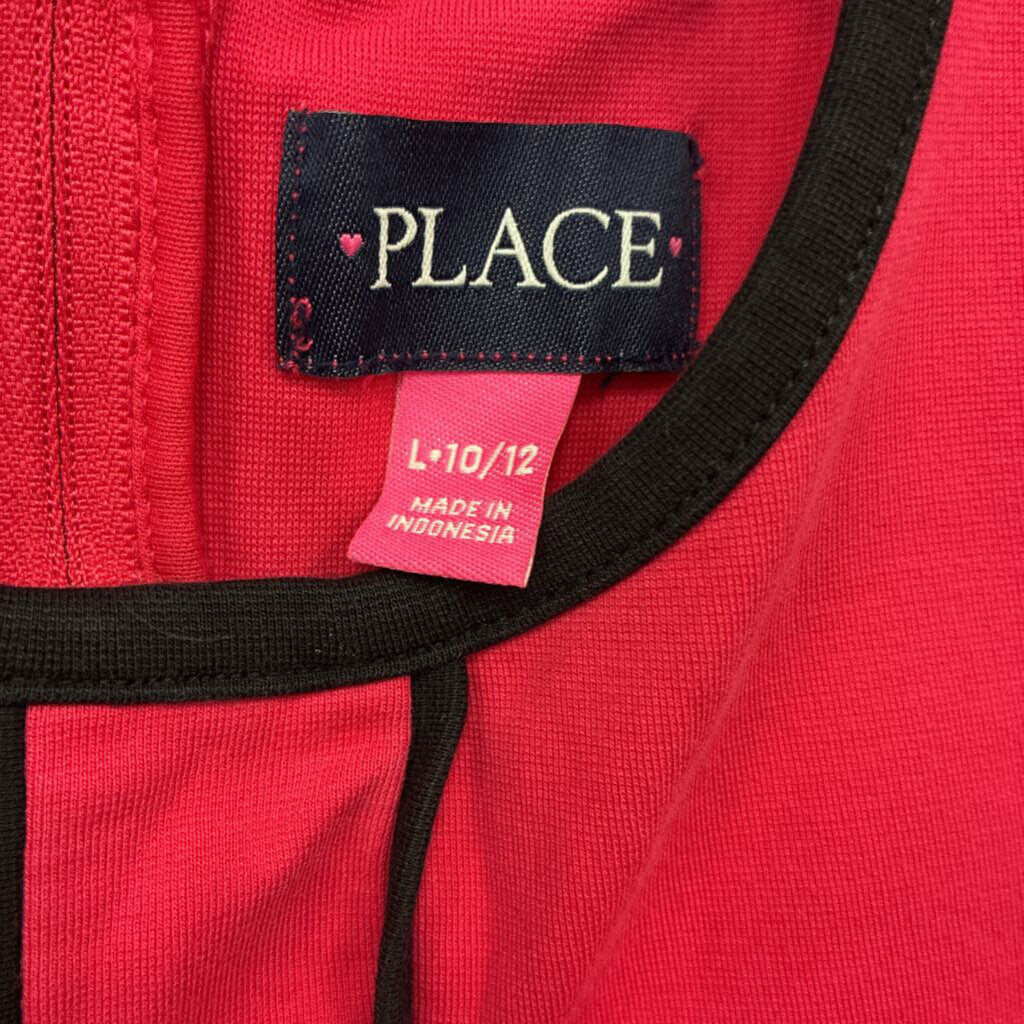 PLACE
L•10/12
MADE IN
INDONESIA